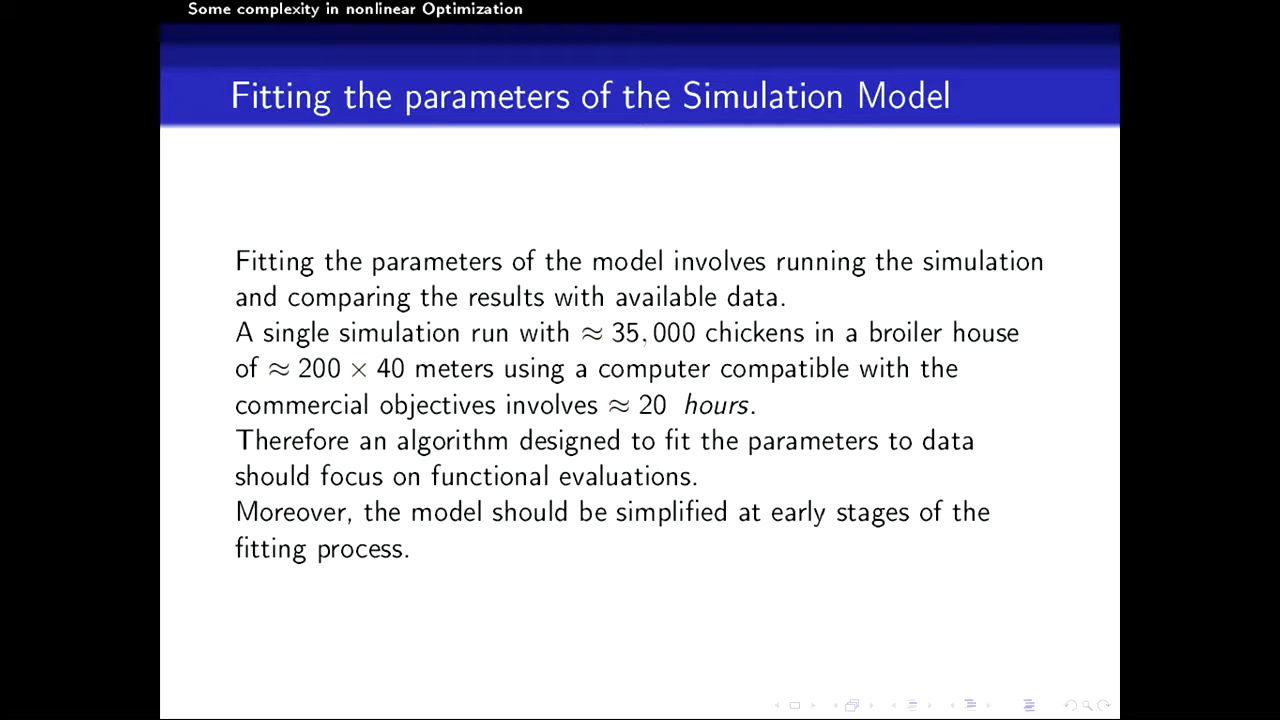 Some complexity in nonlinear Optimization
Fitting the parameters of the Simulation Model
Fitting the parameters of the model involves running the simulation
and comparing the results with available data.
A single simulation run with ≈ 35,000 chickens in a broiler house
of ≈ 200 × 40 meters using a computer compatible with the
commercial objectives involves ≈ 20 hours.
Therefore an algorithm designed to fit the parameters to data
should focus on functional evaluations.
Moreover, the model should be simplified at early stages of the
fitting process.